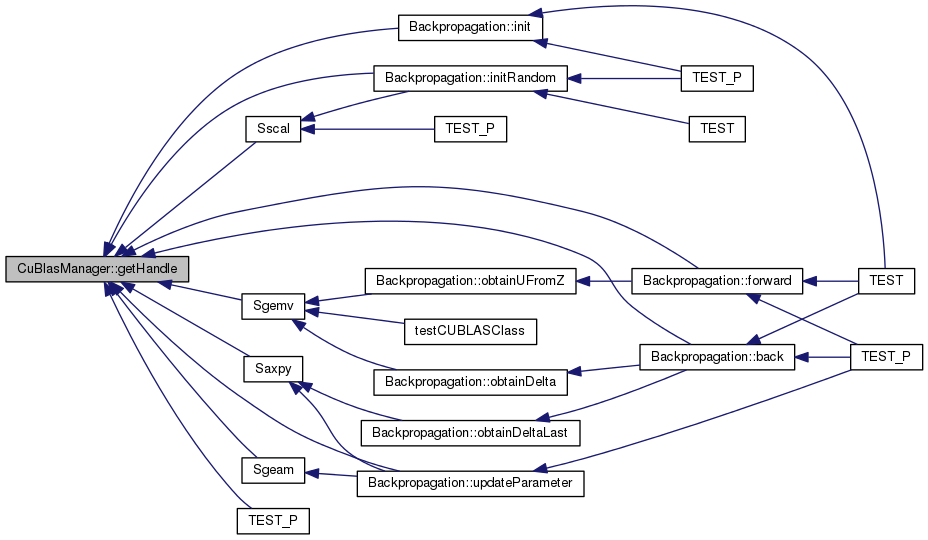 Backpropagation::init
Backpropagation::initRandom
TEST_P
Sscal
TEST_P
TEST
CuBlasManager::getHandle
Backpropagation::obtainUFromZ
Backpropagation::forward
TEST
Sgemv
testCUBLASClass
Backpropagation::back
TEST_P
Saxpy
Backpropagation::obtainDelta
Backpropagation::obtainDeltaLast
Sgeam
Backpropagation::updateParameter
TEST_P